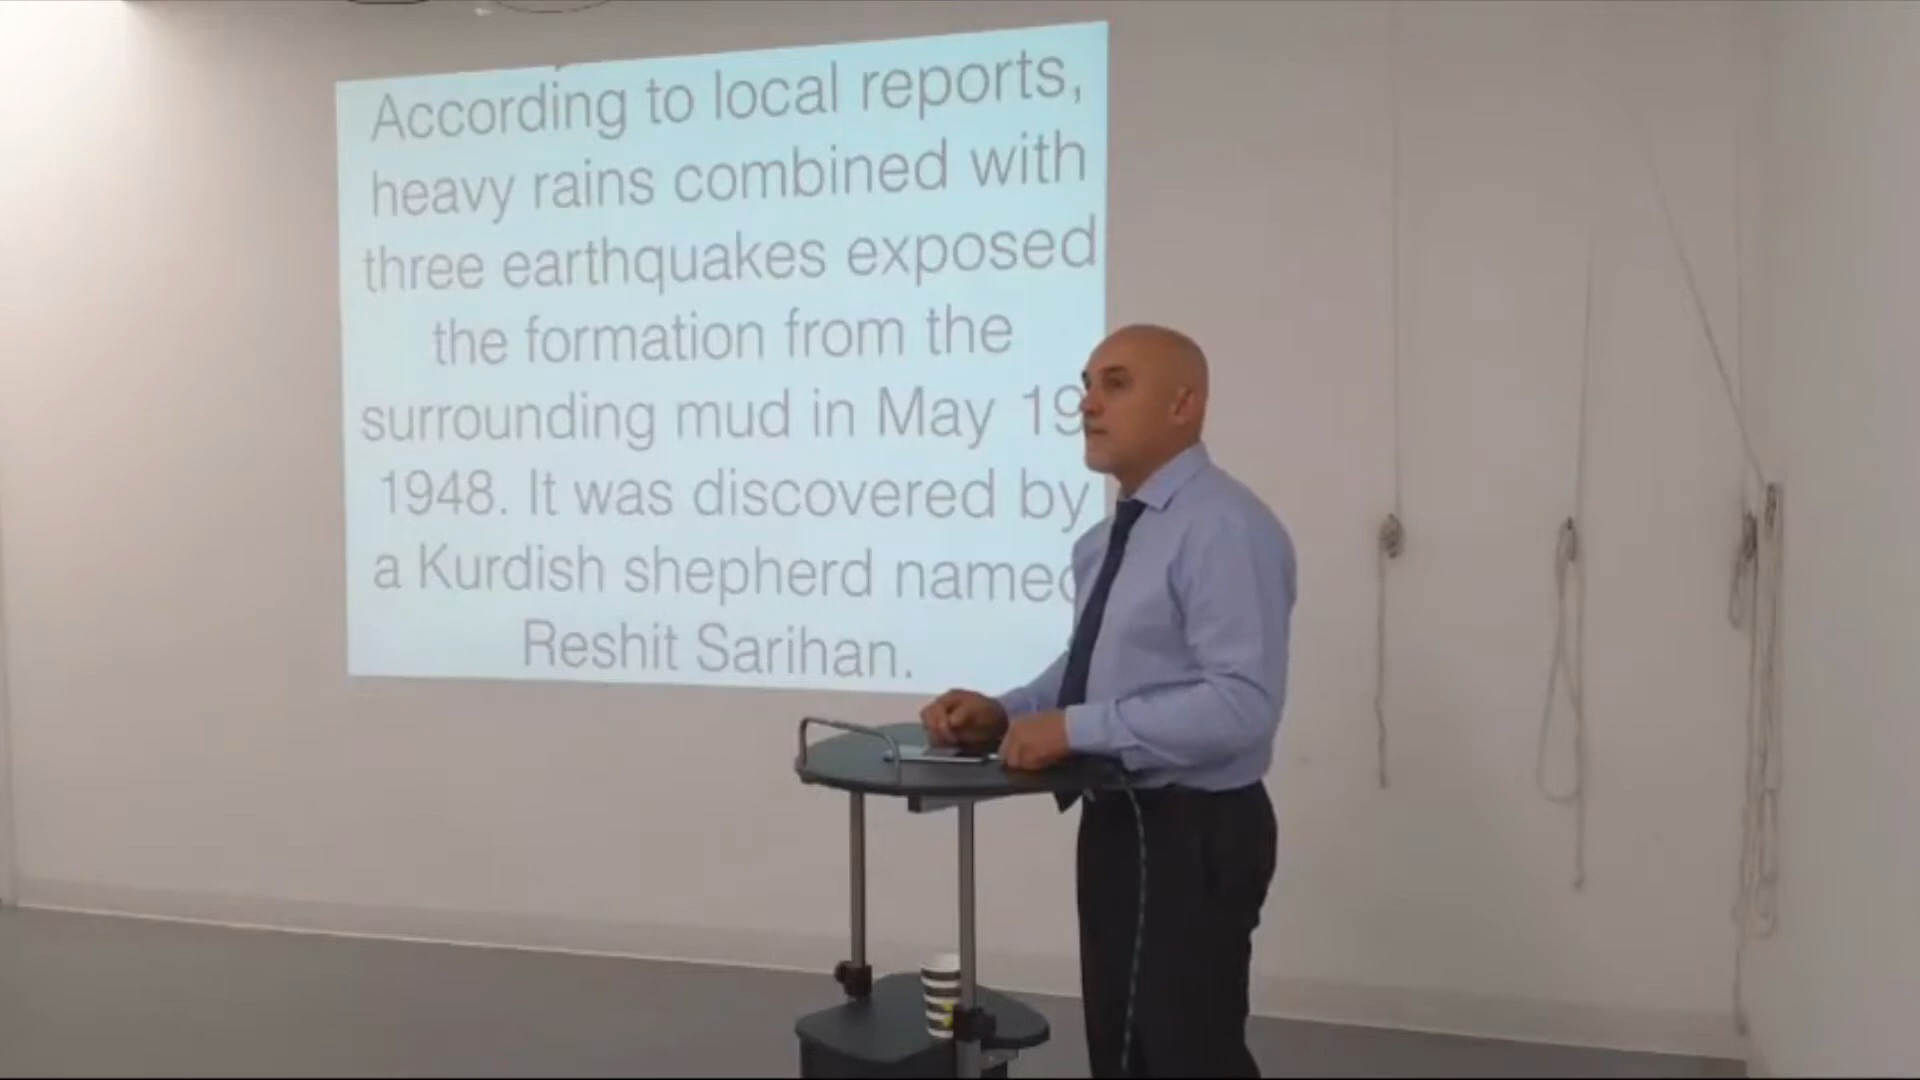 According to local reports,
heavy rains combined with
three earthquakes exposed
the formation from the
surrounding mud in May 19
1948. It was discovered by
a Kurdish shepherd named
Reshit Sarihan.